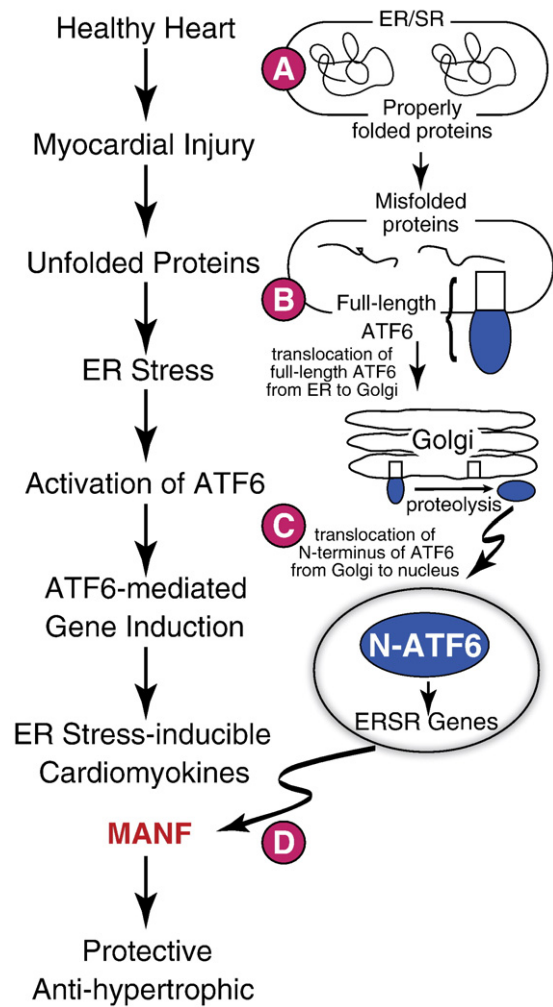 Healthy Heart
Myocardial Injury
Unfolded Proteins
ER Stress
Activation of ATF6
ATF6-mediated
Gene Induction
ER Stress-inducible
Cardiomyokines
MANF
Protective
Anti-hypertrophic
ER/SR
A
Properly
folded proteins
Misfolded
proteins
B
Full-length
ATF6
translocation of
full-length ATF6
from ER to Golgi
Golgi
proteolysis
C
translocation of
N-terminus of ATF6
from Golgi to nucleus
N-ATF6
ERSR Genes
D